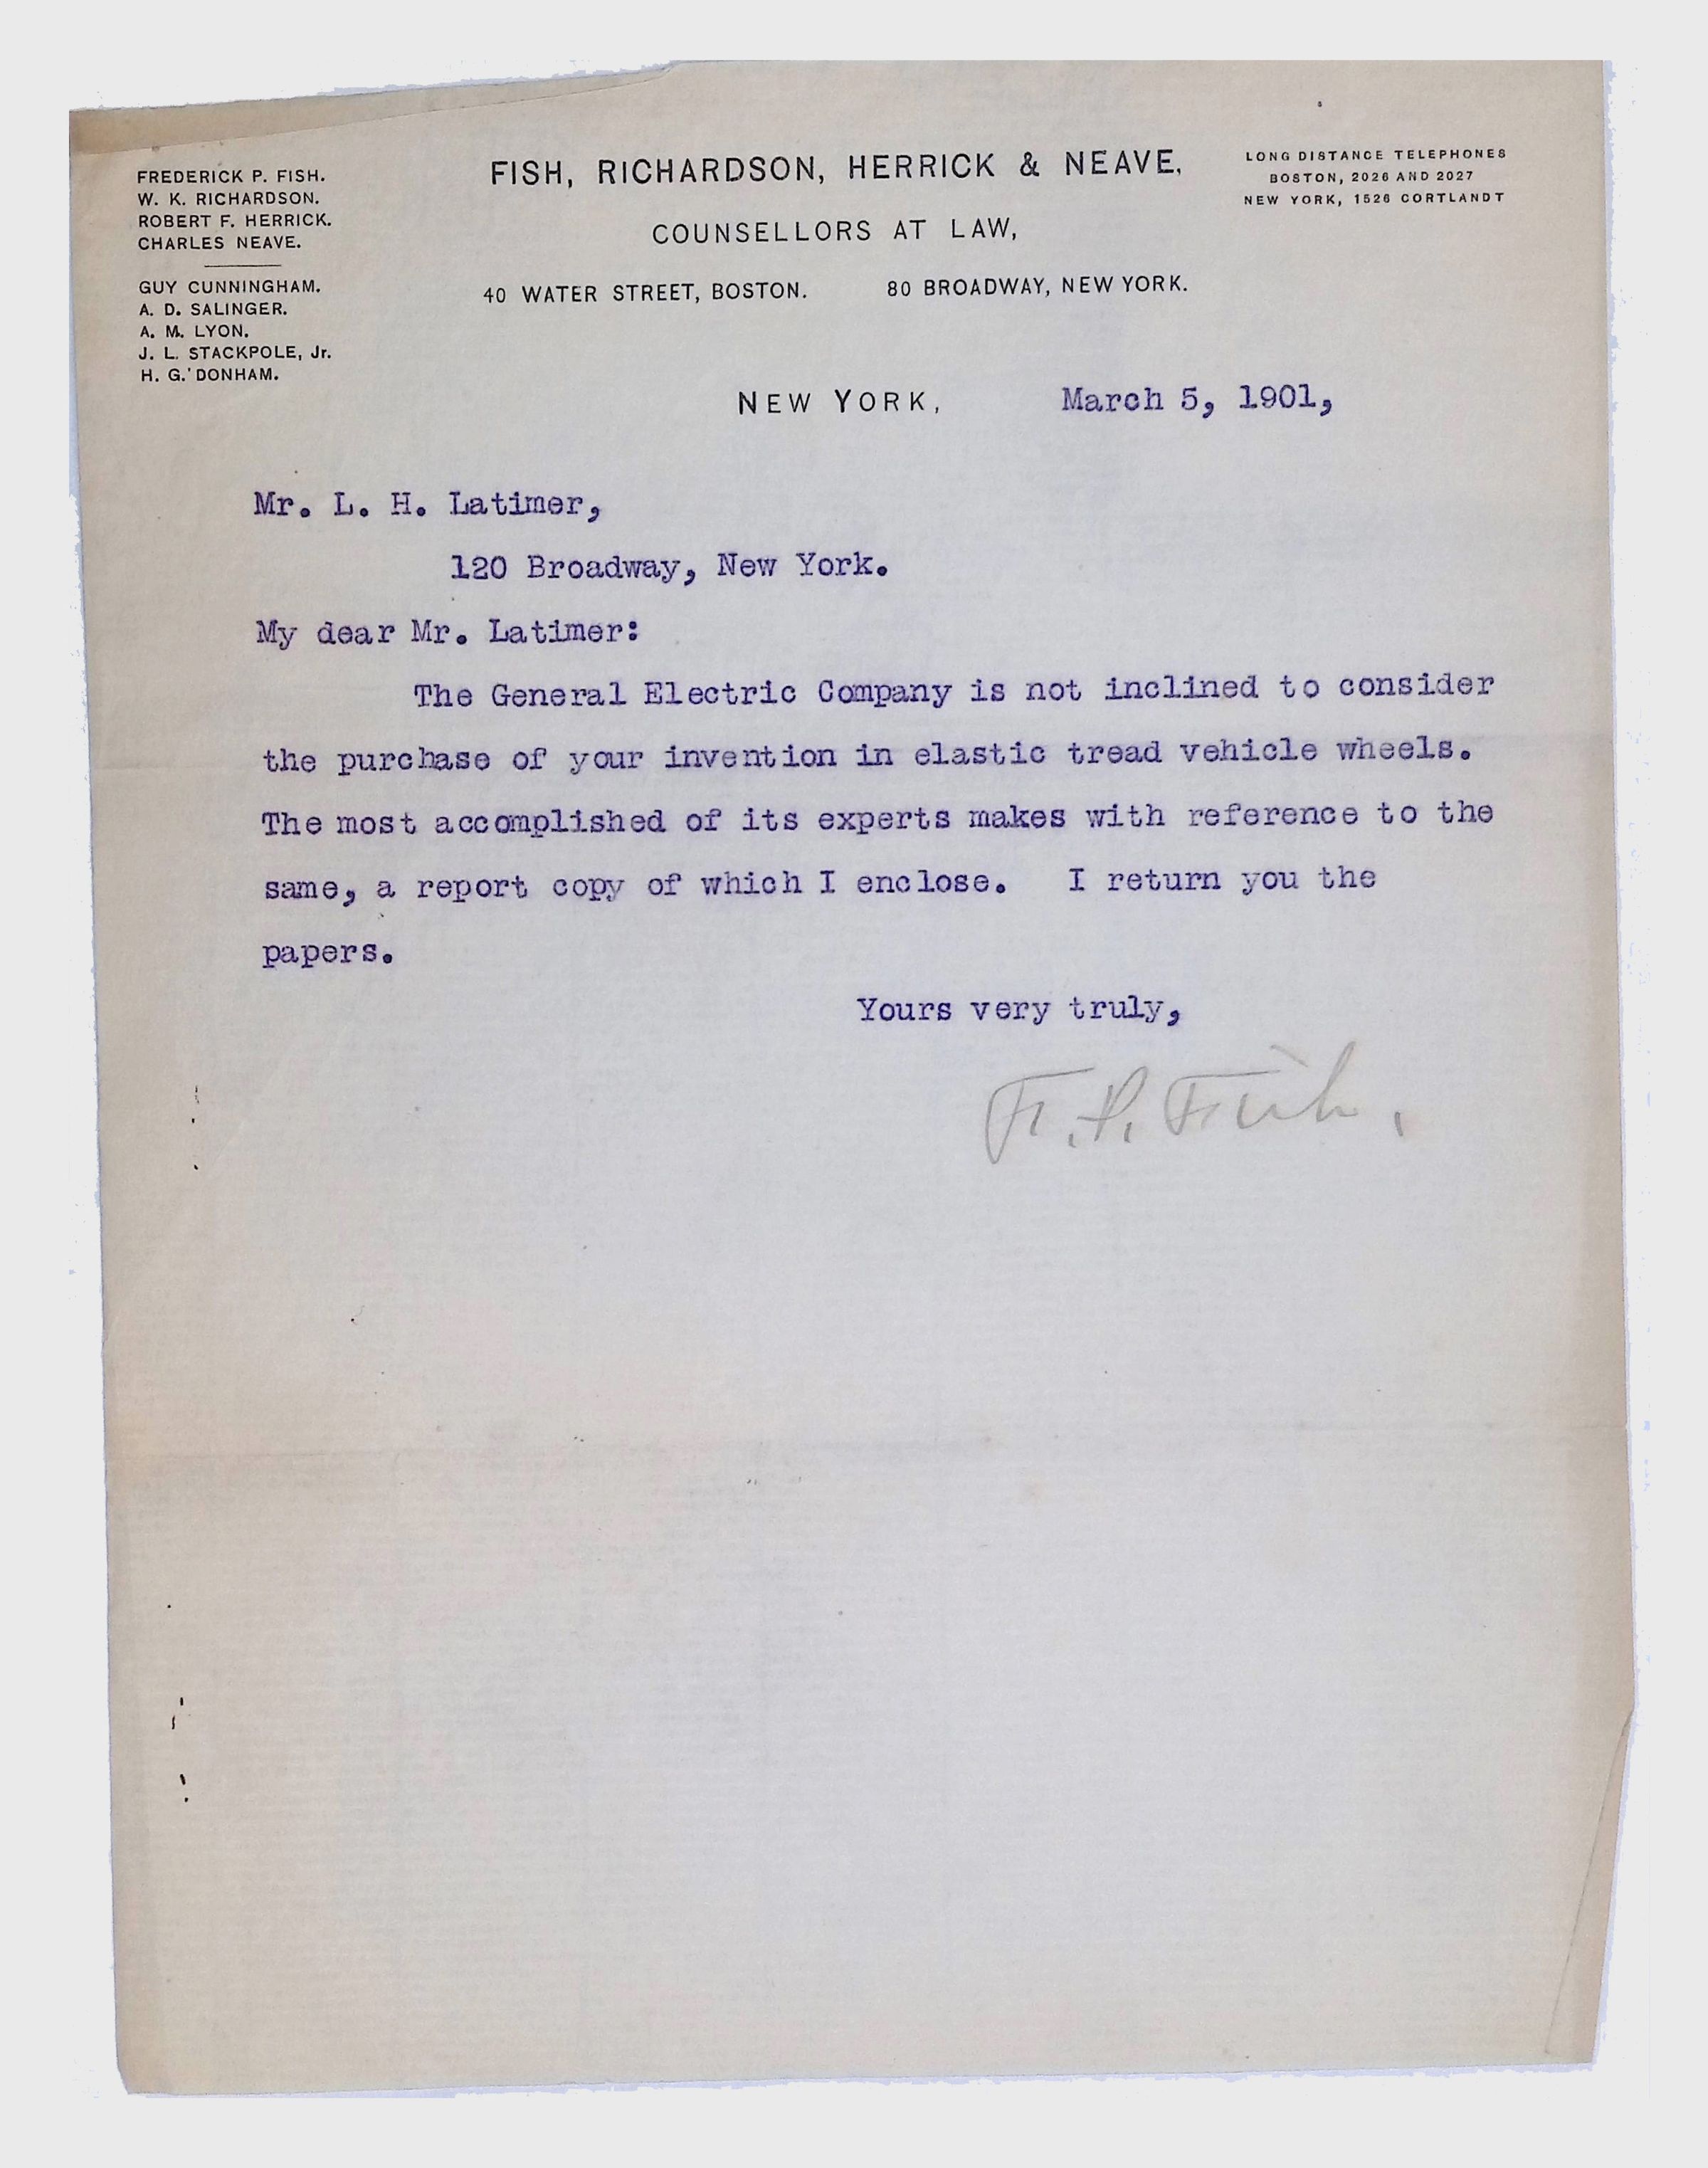 FREDERICK P. FISH.
W. K. RICHARDSON.
ROBERT F. HERRICK.
CHARLES NEAVE.
GUY CUNNINGHAM.
A. D. SALINGER.
A. M. LYON.
J. L. STACKPOLE, Jr.
H. G. DONHAM.
FISH, RICHARDSON, HERRICK & NEAVE,
COUNSELLORS AT LAW,
40 WATER STREET, BOSTON. 80 BROADWAY, NEW YORK.
LONG DISTANCE TELEPHONES
BOSTON, 2026 AND 2027
NEW YORK, 1526 CORTLANDT
NEW YORK, March 5, 1901,
Mr. L. H. Latimer,
120 Broadway, New York.
My dear Mr. Latimer:
The General Electric Company is not inclined to consider
the purchase of your invention in elastic tread vehicle wheels.
The most accomplished of its experts makes with reference to the
same, a report copy of which I enclose. I return you the
papers.
Yours very truly,
F. P. Fish.